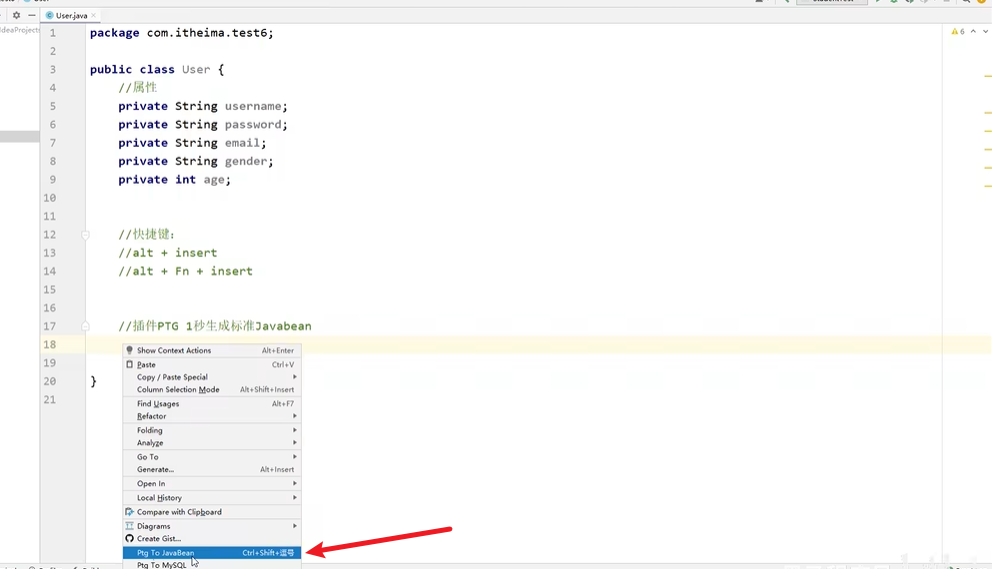 User.java
IdeaProjects
1 package com.itheima.test6;
2
3 public class User {
4 //属性
5 private String username;
6 private String password;
7 private String email;
8 private String gender;
9 private int age;
10
11
12 //快捷键：
13 //alt + insert
14 //alt + Fn + insert
15
16
17 //插件PTG 1秒生成标准Javabean
18
19
20 }
21
6
Show Context Actions Alt+Enter
Paste Ctrl+V
Copy / Paste Special
Column Selection Mode Alt+Shift+Insert
Find Usages Alt+F7
Refactor
Folding
Analyze
Go To
Generate... Alt+Insert
Open In
Local History
Compare with Clipboard
Diagrams
Create Gist...
Ptg To JavaBean Ctrl+Shift+逗号
Ptg To MySQL